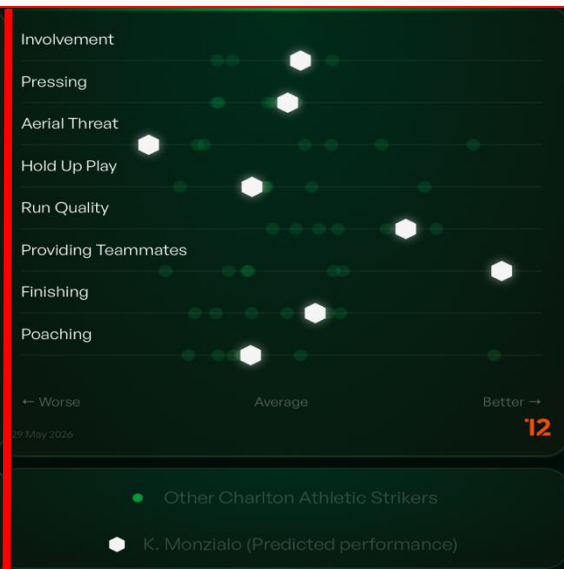 Involvement
Pressing
Aerial Threat
Hold Up Play
Run Quality
Providing Teammates
Finishing
Poaching
← Worse Average Better →
29 May 2026
12
Other Charlton Athletic Strikers
K. Monzialo (Predicted performance)